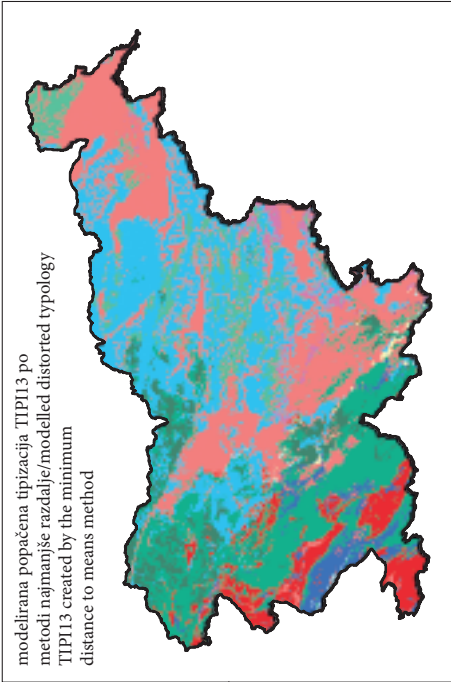 modelirana popačena tipizacija TIPI13 po
metodi najmanjše razdalje/modelled distorted typology
TIPI13 created by the minimum
distance to means method